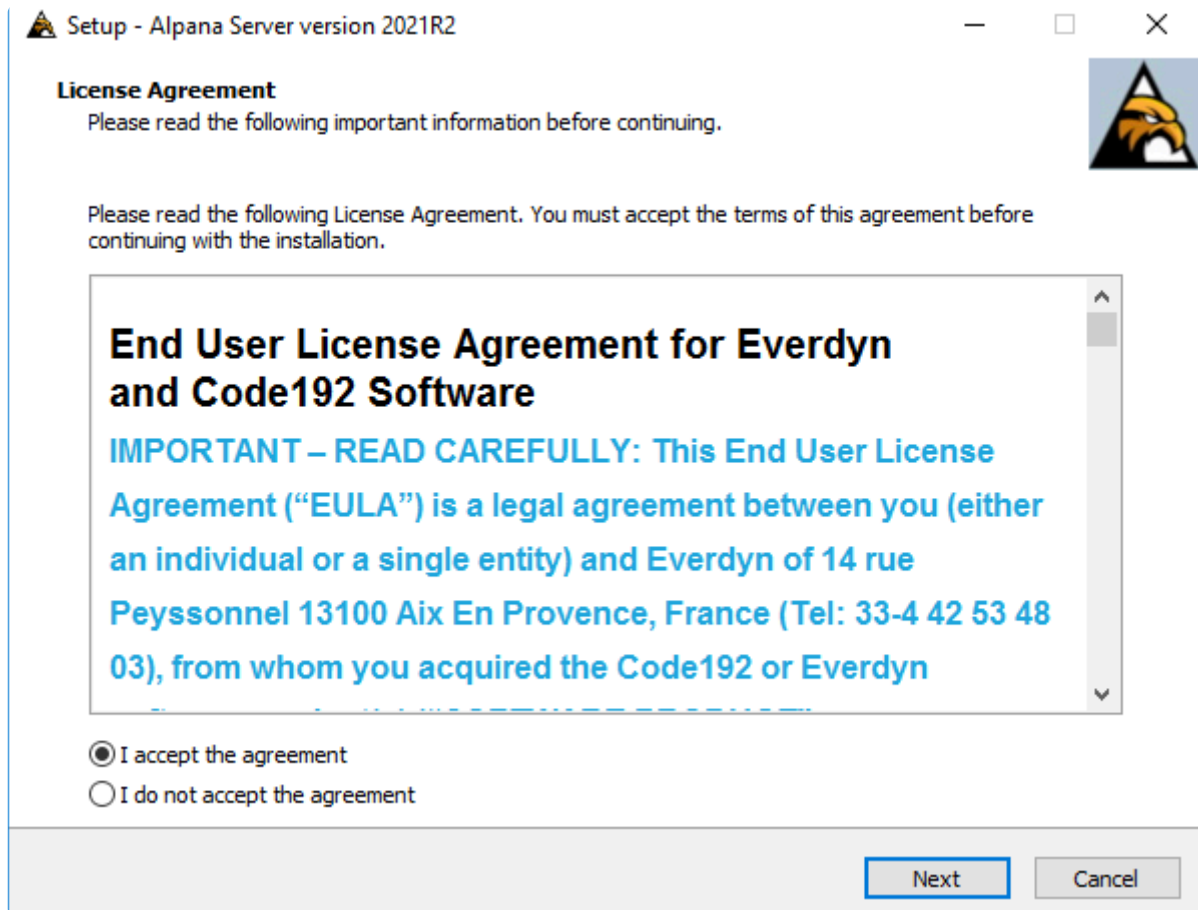 Setup - Alpana Server version 2021R2
License Agreement
Please read the following important information before continuing.
Please read the following License Agreement. You must accept the terms of this agreement before
continuing with the installation.
End User License Agreement for Everdyn
and Code192 Software
IMPORTANT – READ CAREFULLY: This End User License
Agreement (“EULA”) is a legal agreement between you (either
an individual or a single entity) and Everdyn of 14 rue
Peyssonnel 13100 Aix En Provence, France (Tel: 33-4 42 53 48
03), from whom you acquired the Code192 or Everdyn
I accept the agreement
I do not accept the agreement
Next
Cancel